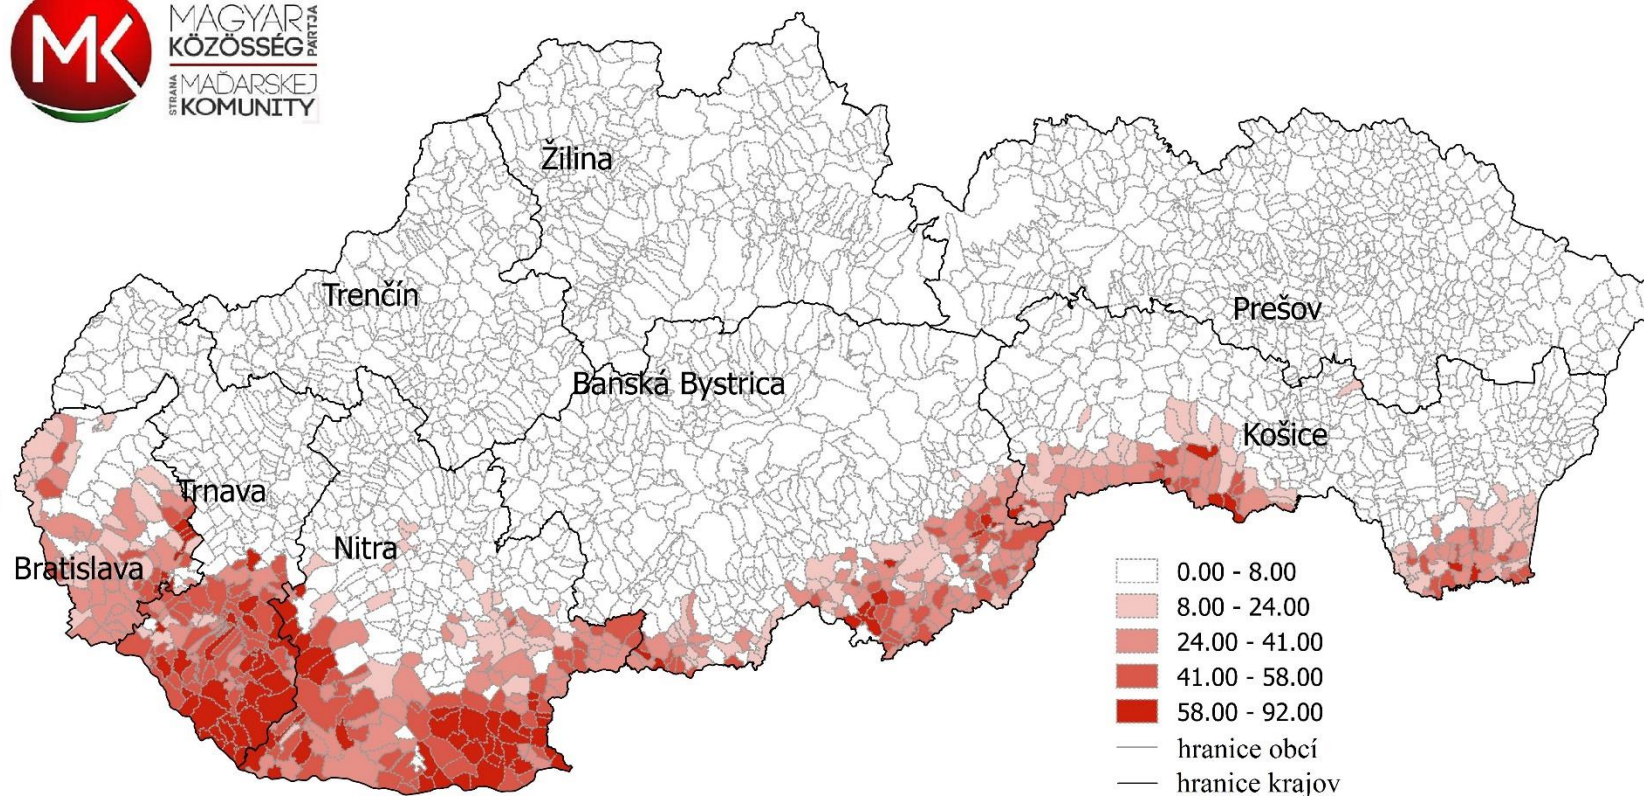 MK
MAGYAR
KÖZÖSSÉG
PARTJA
STRANA
MAĎARSKEJ
KOMUNITY
Žilina
Trenčín
Prešov
Banská Bystrica
Košice
Trnava
Nitra
Bratislava
0.00 - 8.00
8.00 - 24.00
24.00 - 41.00
41.00 - 58.00
58.00 - 92.00
hranice obcí
hranice krajov